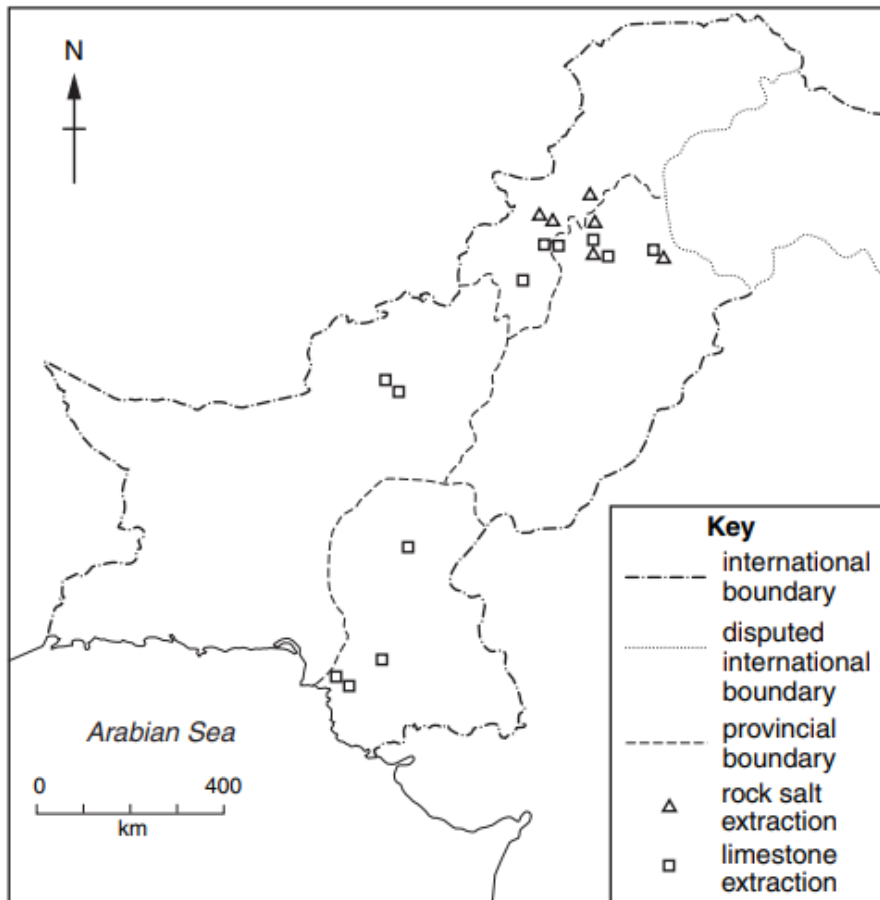 N
Arabian Sea
0 400
km
Key
international
boundary
disputed
international
boundary
provincial
boundary
rock salt
extraction
limestone
extraction